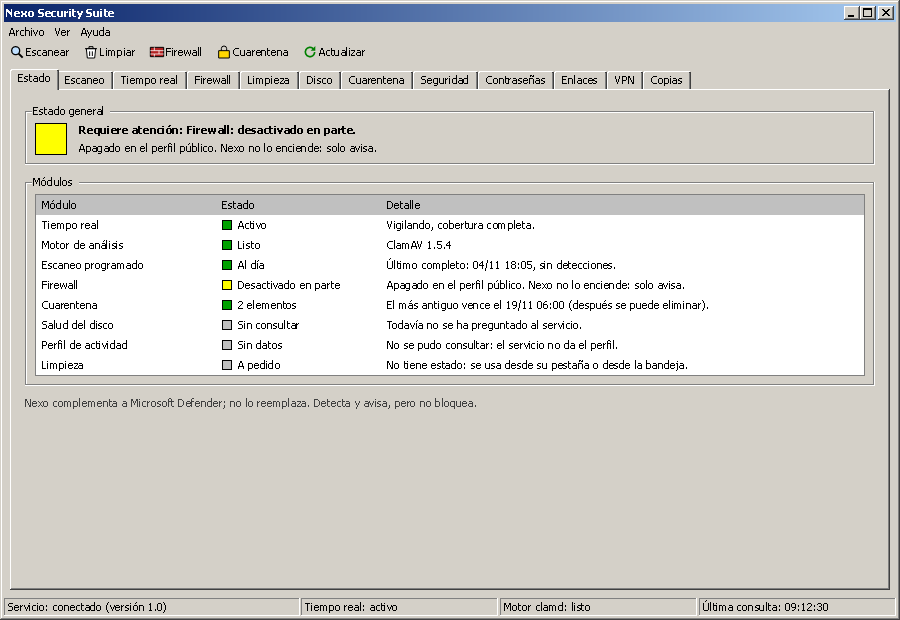 Nexo Security Suite
Archivo Ver Ayuda
Escanear Limpiar Firewall Cuarentena Actualizar
Estado Escaneo Tiempo real Firewall Limpieza Disco Cuarentena Seguridad Contraseñas Enlaces VPN Copias
Estado general
Requiere atención: Firewall: desactivado en parte.
Apagado en el perfil público. Nexo no lo enciende: solo avisa.
Módulos
Módulo Estado Detalle
Tiempo real Activo Vigilando, cobertura completa.
Motor de análisis Listo ClamAV 1.5.4
Escaneo programado Al día Último completo: 04/11 18:05, sin detecciones.
Firewall Desactivado en parte Apagado en el perfil público. Nexo no lo enciende: solo avisa.
Cuarentena 2 elementos El más antiguo vence el 19/11 06:00 (después se puede eliminar).
Salud del disco Sin consultar Todavía no se ha preguntado al servicio.
Perfil de actividad Sin datos No se pudo consultar: el servicio no da el perfil.
Limpieza A pedido No tiene estado: se usa desde su pestaña o desde la bandeja.
Nexo complementa a Microsoft Defender; no lo reemplaza. Detecta y avisa, pero no bloquea.
Servicio: conectado (versión 1.0) Tiempo real: activo Motor clamd: listo Última consulta: 09:12:30